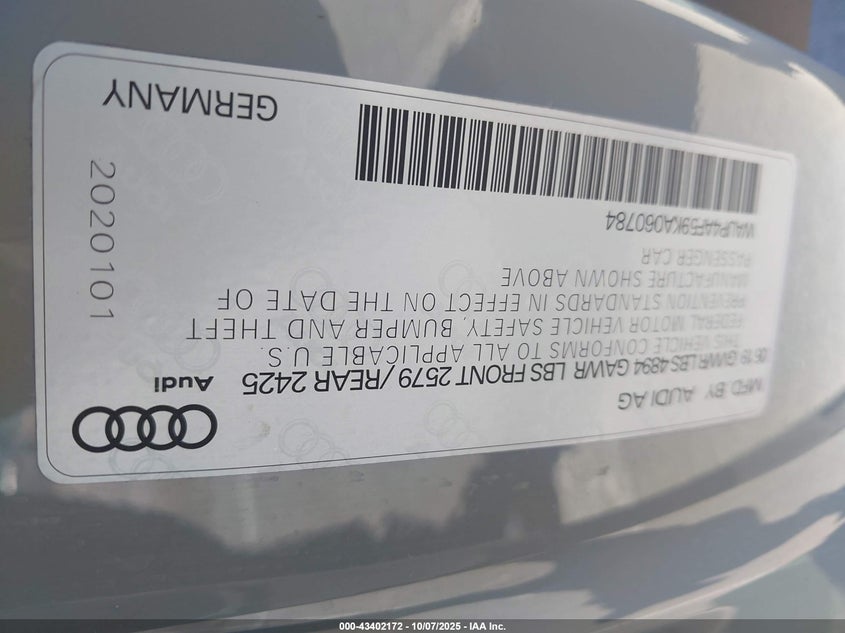 Audi
MFD BY AUDI AG
06 19 GVWR LBS 4894 GAWR LBS FRONT 2579 / REAR 2425
THIS VEHICLE CONFORMS TO ALL APPLICABLE U.S.
FEDERAL MOTOR VEHICLE SAFETY, BUMPER AND THEFT
PREVENTION STANDARDS IN EFFECT ON THE DATE OF
MANUFACTURE SHOWN ABOVE
PASSENGER CAR
WAUP4AF59KA060784
GERMANY
2020101
000-43402172 - 10/07/2025 - IAA Inc.